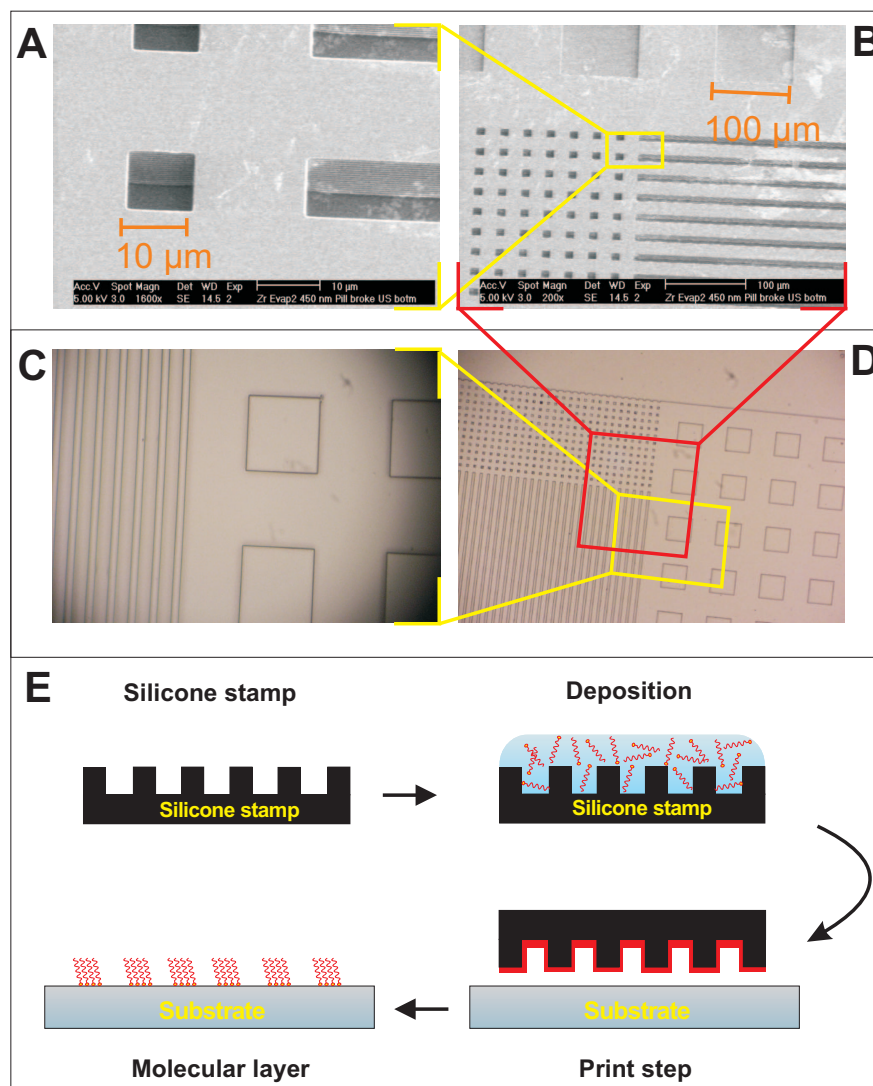 A
10 µm
Acc.V Spot Magn Det WD Exp 10 µm
5.00 kV 3.0 1600x SE 14.5 2 Zr Evap2 450 nm Pill broke US botm
B
100 µm
Acc.V Spot Magn Det WD Exp 100 µm
5.00 kV 3.0 200x SE 14.5 2 Zr Evap2 450 nm Pill broke US botm
C
D
E
Silicone stamp
Deposition
Silicone stamp
Silicone stamp
Substrate
Substrate
Molecular layer
Print step